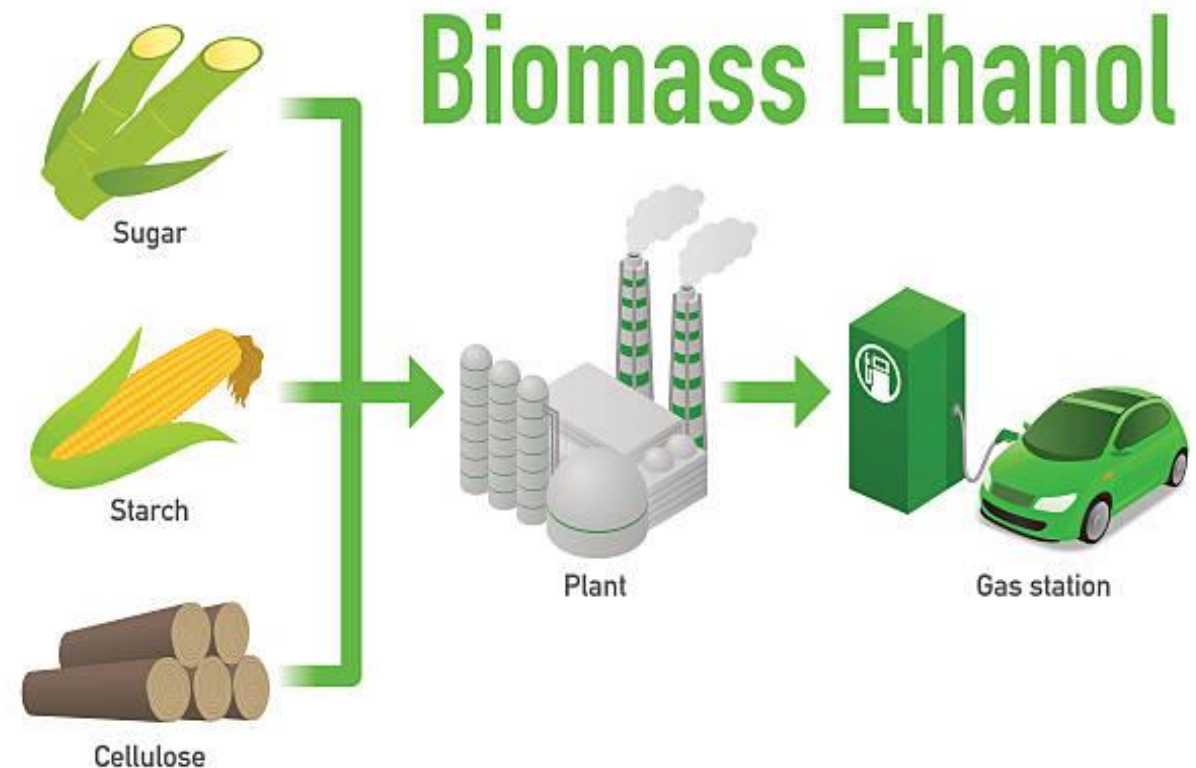 Biomass Ethanol
Sugar
Starch
Cellulose
Plant
Gas station